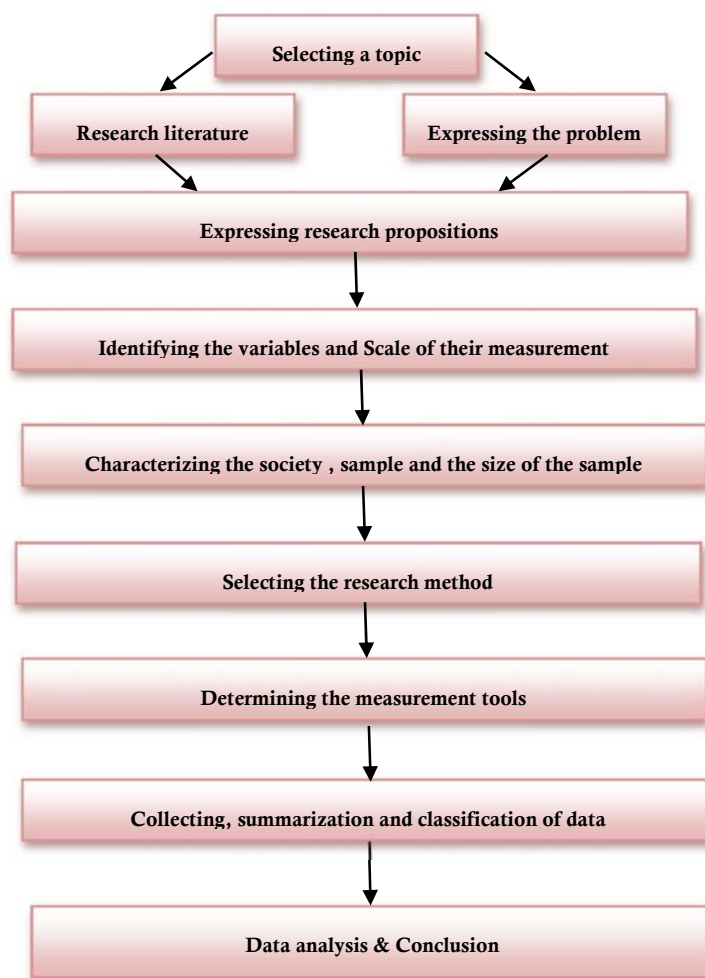 Selecting a topic
Research literature
Expressing the problem
Expressing research propositions
Identifying the variables and Scale of their measurement
Characterizing the society , sample and the size of the sample
Selecting the research method
Determining the measurement tools
Collecting, summarization and classification of data
Data analysis & Conclusion